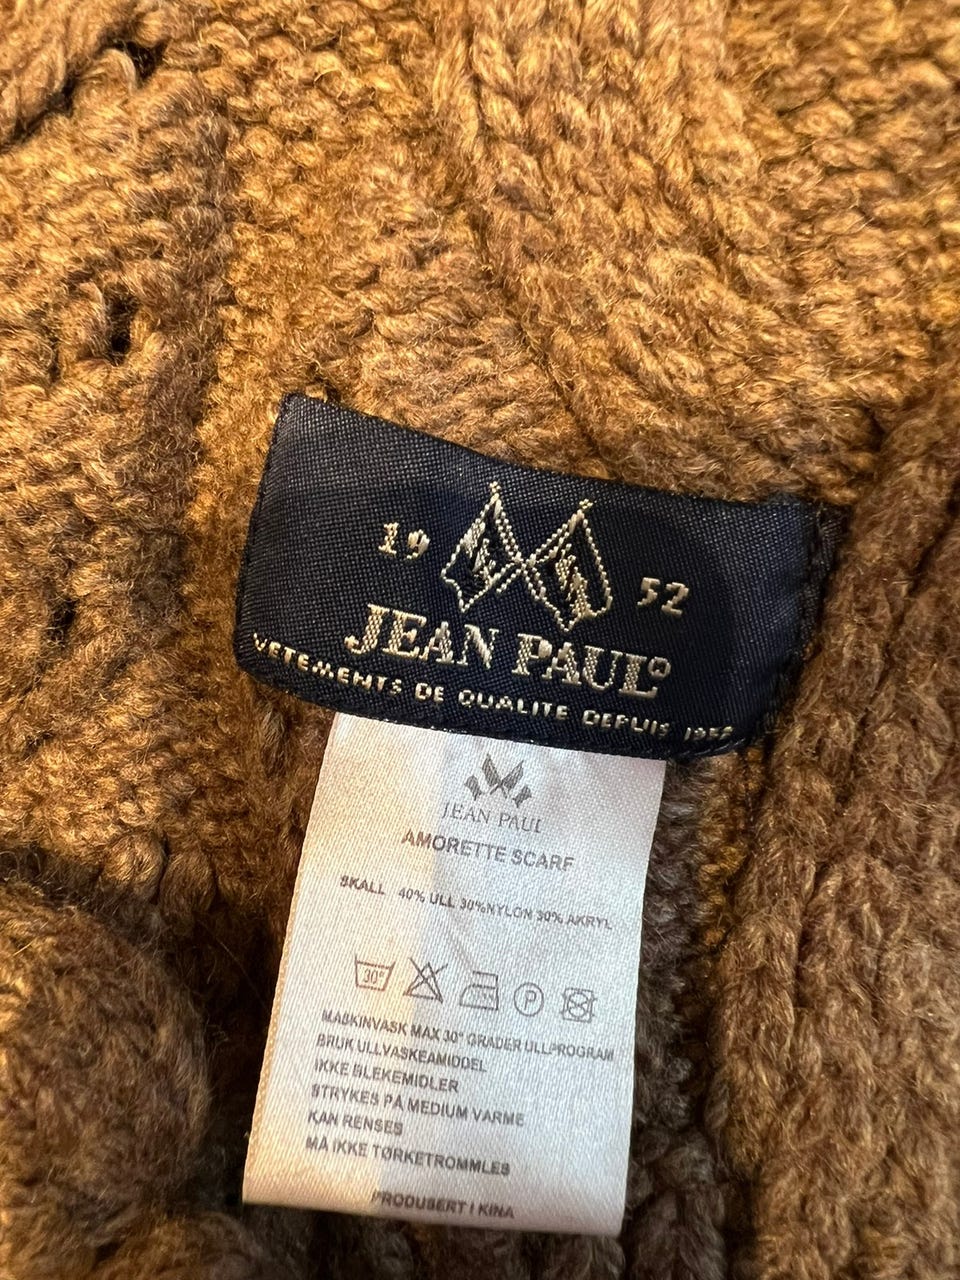 19 52
JEAN PAUL®
VETEMENTS DE QUALITE DEPUIS 1952
JEAN PAUL
AMORETTE SCARF
SKALL 40% ULL 30%NYLON 30% AKRYL
30° P
MASKINVASK MAX 30° GRADER ULLPROGRAM
BRUK ULLVASKEAMIDDEL
IKKE BLEKEMIDLER
STRYKES PÅ MEDIUM VARME
KAN RENSES
MÅ IKKE TØRKETROMMLES
PRODUSERT I KINA